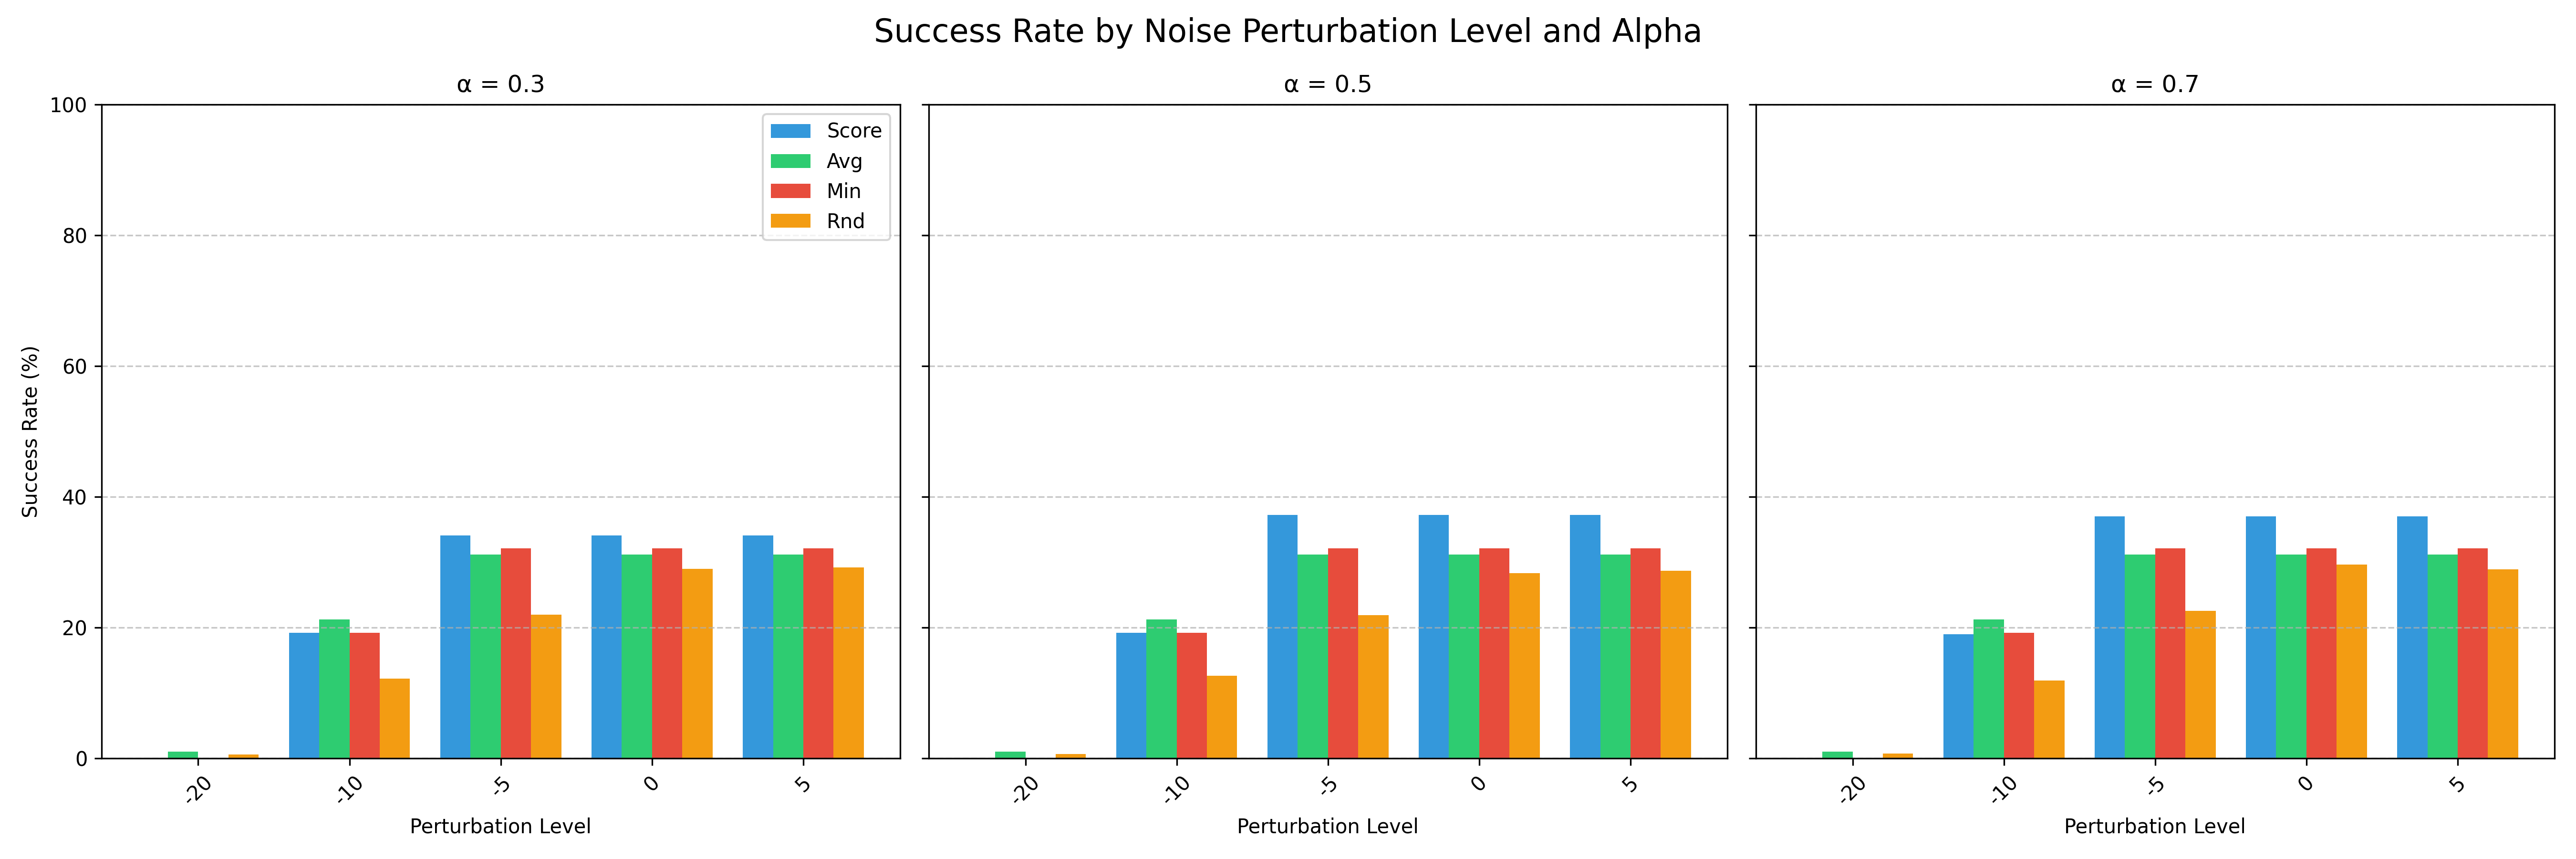 Success Rate by Noise Perturbation Level and Alpha
α = 0.3
α = 0.5
α = 0.7
Success Rate (%)
100
80
60
40
20
0
Score
Avg
Min
Rnd
-20 -10 -5 0 5
-20 -10 -5 0 5
-20 -10 -5 0 5
Perturbation Level
Perturbation Level
Perturbation Level